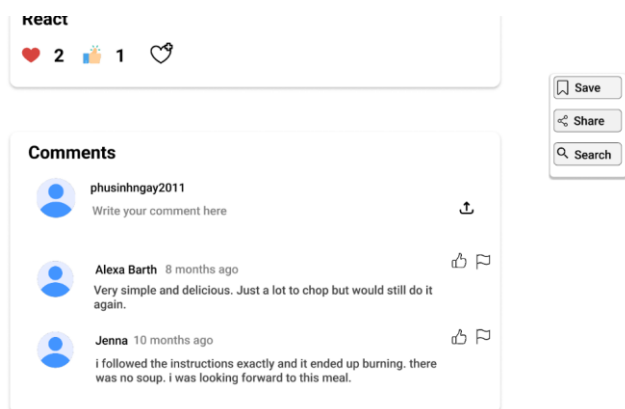 React
2 1
Save
Share
Search
Comments
phusinhngay2011
Write your comment here
Alexa Barth 8 months ago
Very simple and delicious. Just a lot to chop but would still do it
again.
Jenna 10 months ago
i followed the instructions exactly and it ended up burning. there
was no soup. i was looking forward to this meal.